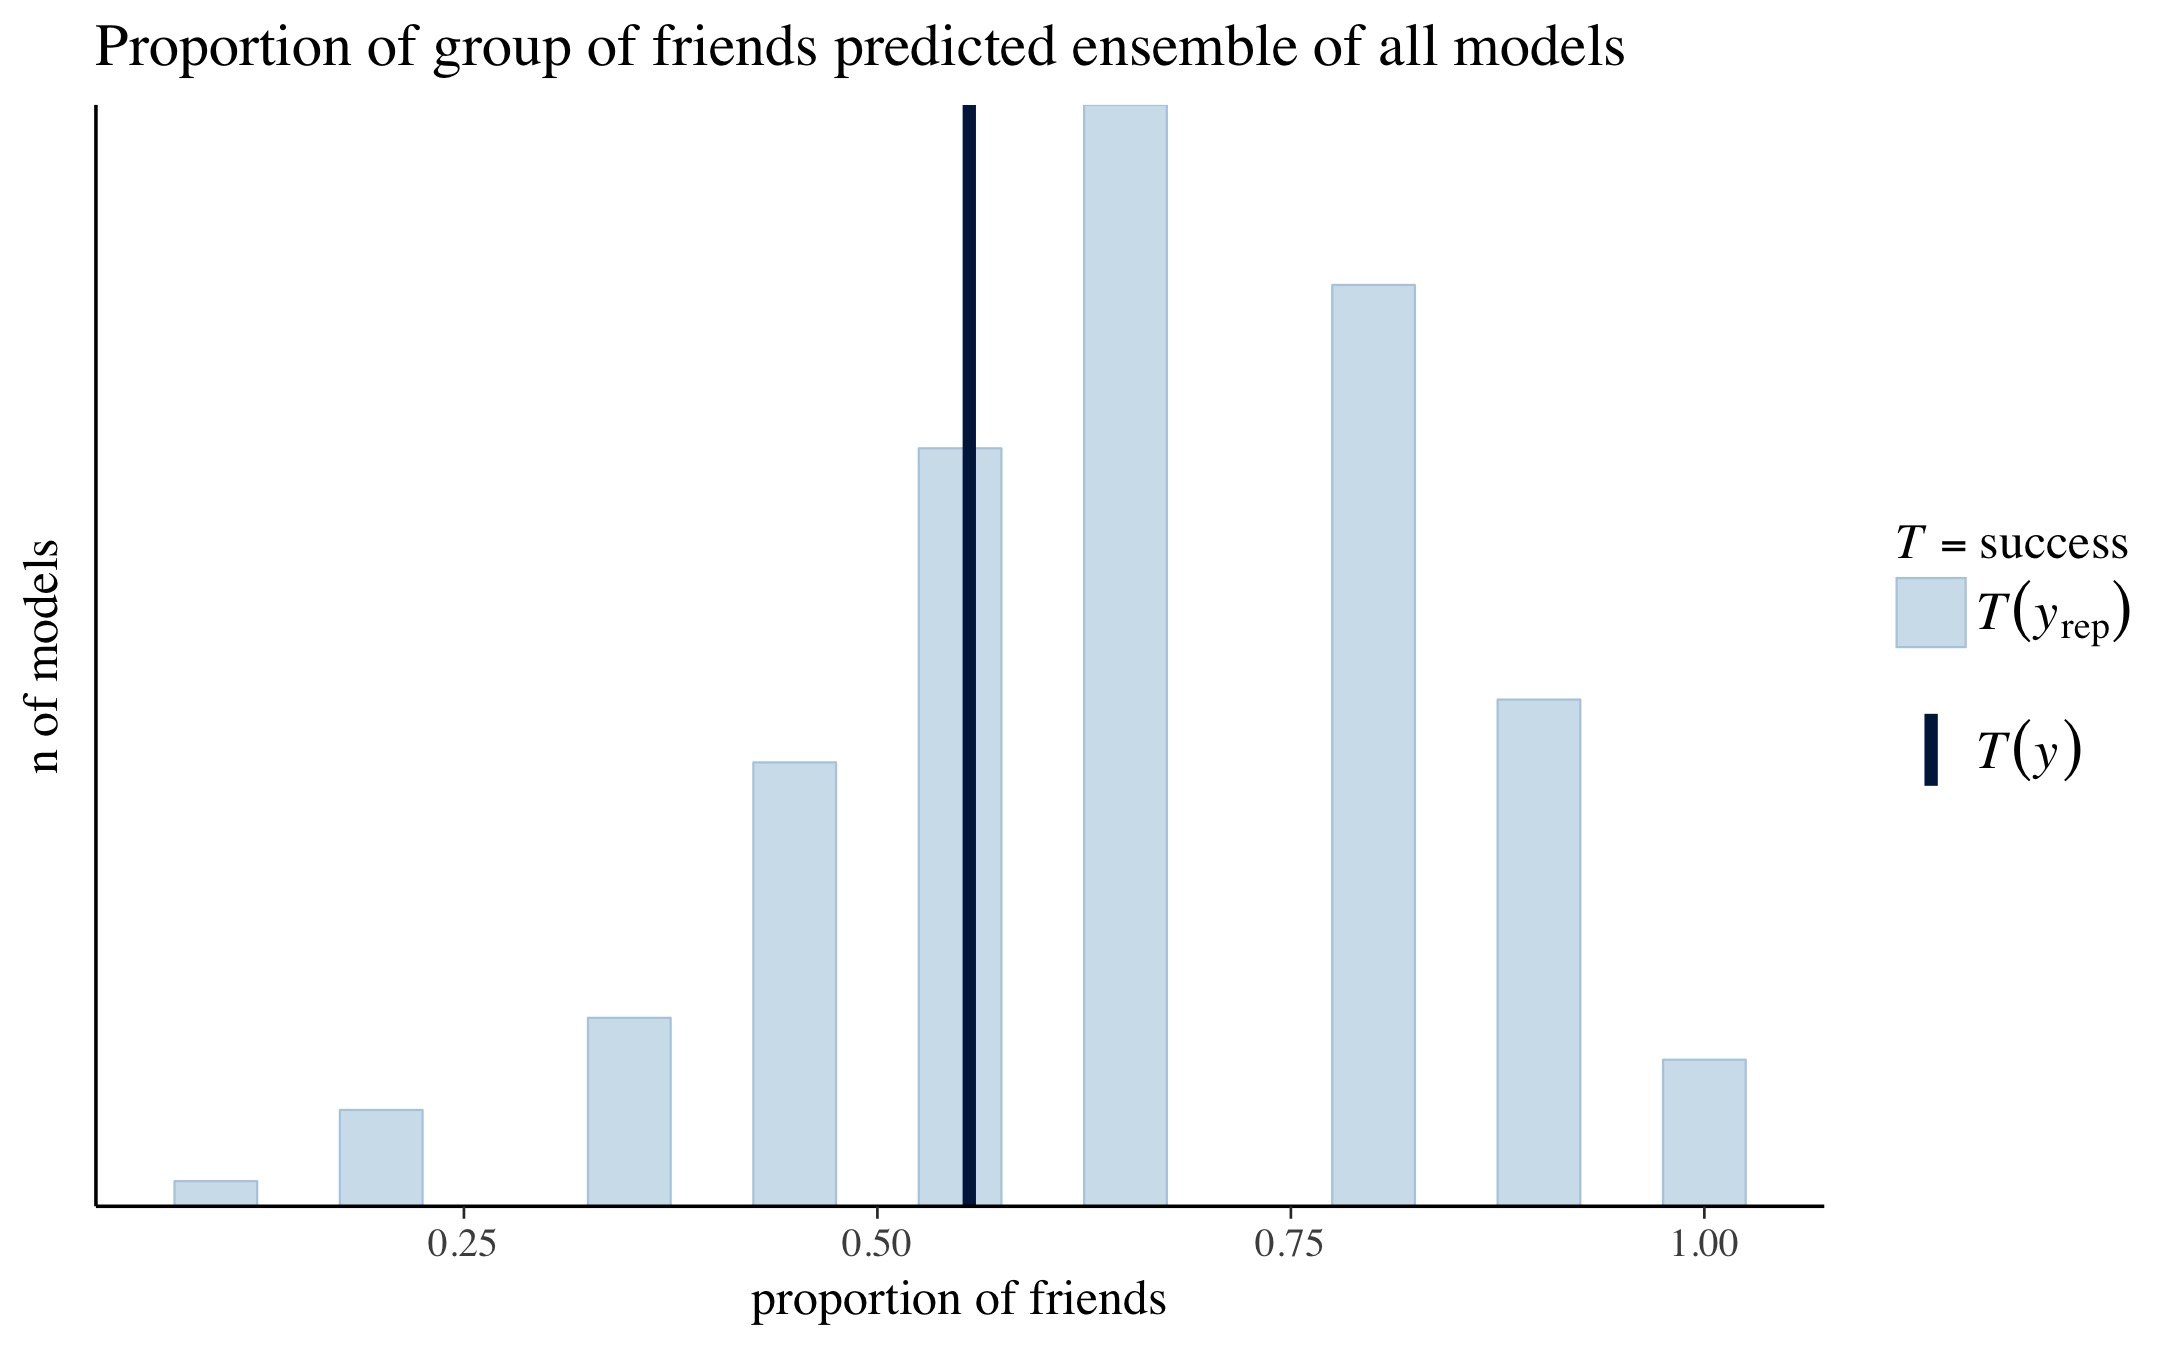 Proportion of group of friends predicted ensemble of all models
n of models
T = success
T(yrep)
T(y)
0.25 0.50 0.75 1.00
proportion of friends